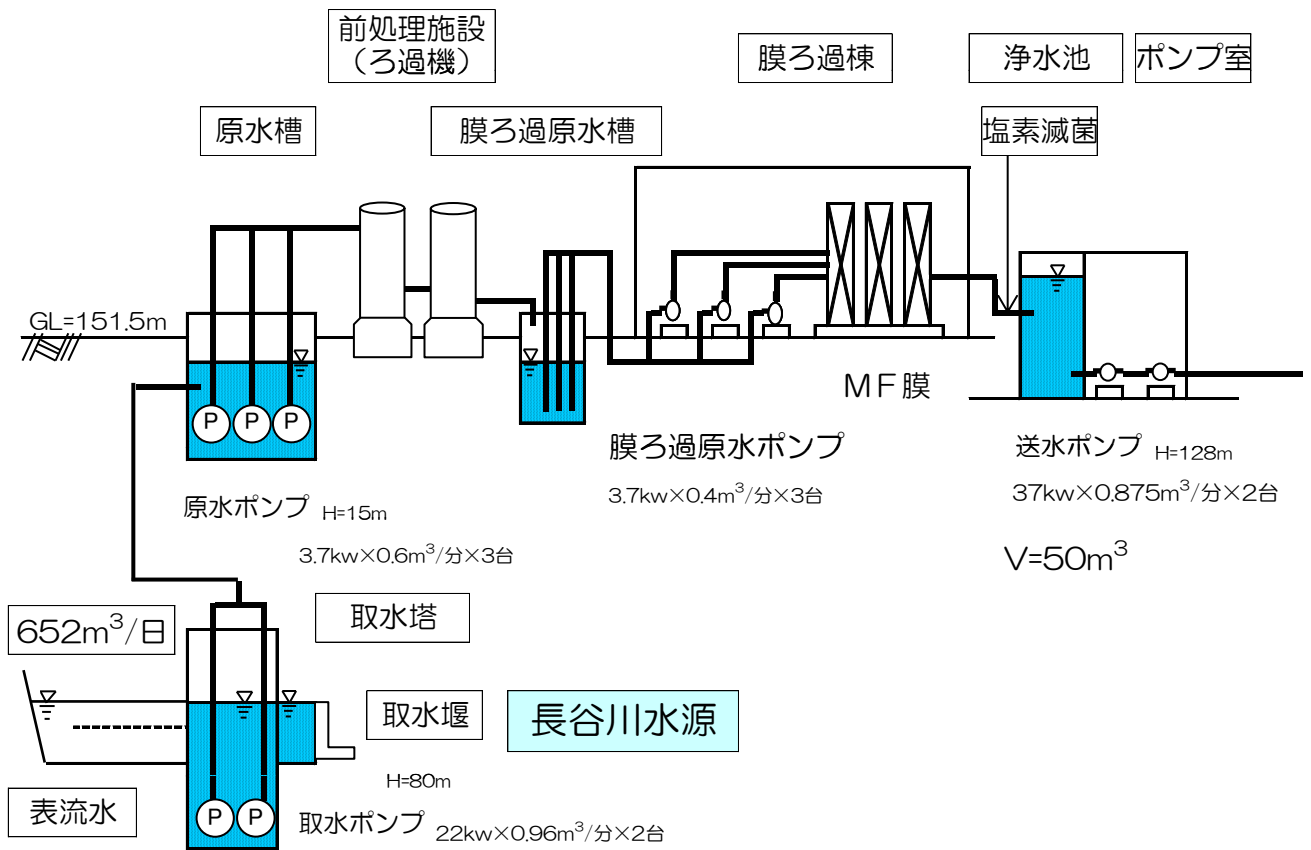 前処理施設
(ろ過機)
膜ろ過棟
浄水池
ポンプ室
原水槽
膜ろ過原水槽
塩素滅菌
GL=151.5m
P
P
P
MF膜
原水ポンプ H=15m
3.7kw×0.6m³/分×3台
膜ろ過原水ポンプ
3.7kw×0.4m³/分×3台
送水ポンプ H=128m
37kw×0.875m³/分×2台
V=50m³
652m³/日
取水塔
取水堰
長谷川水源
H=80m
表流水
P
P
取水ポンプ 22kw×0.96m³/分×2台